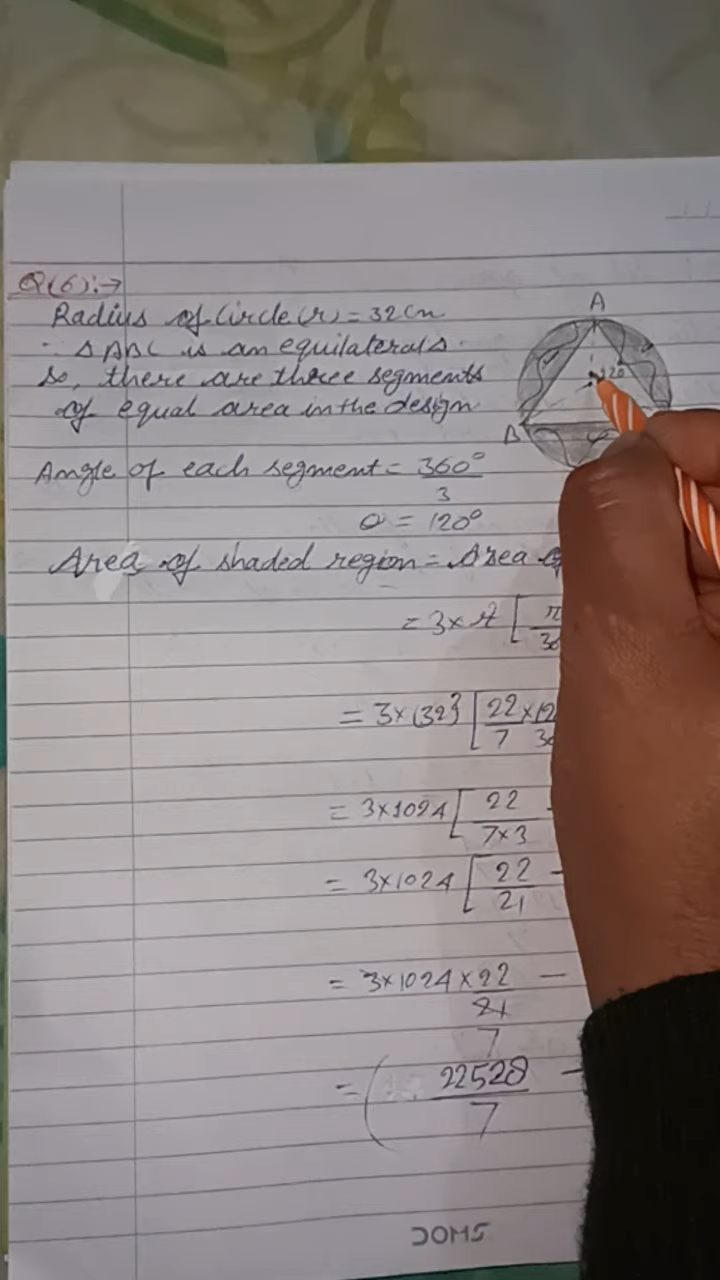 Q(6):→
Radius of Circle (r) = 32 Cm
∴ △ABC is an equilateral △.
So, there are three segments
of equal area in the design
A
120
B
Angle of each segment = 360°
3
θ = 120°
Area of shaded region = Area
= 3×r² [
= 3×(32)² [ 22 ×
7
= 3×1024 [ 22
7×3
= 3×1024 [ 22 -
21
= 3×1024×22 -
21
7
= ( 22528 -
7
DOMS